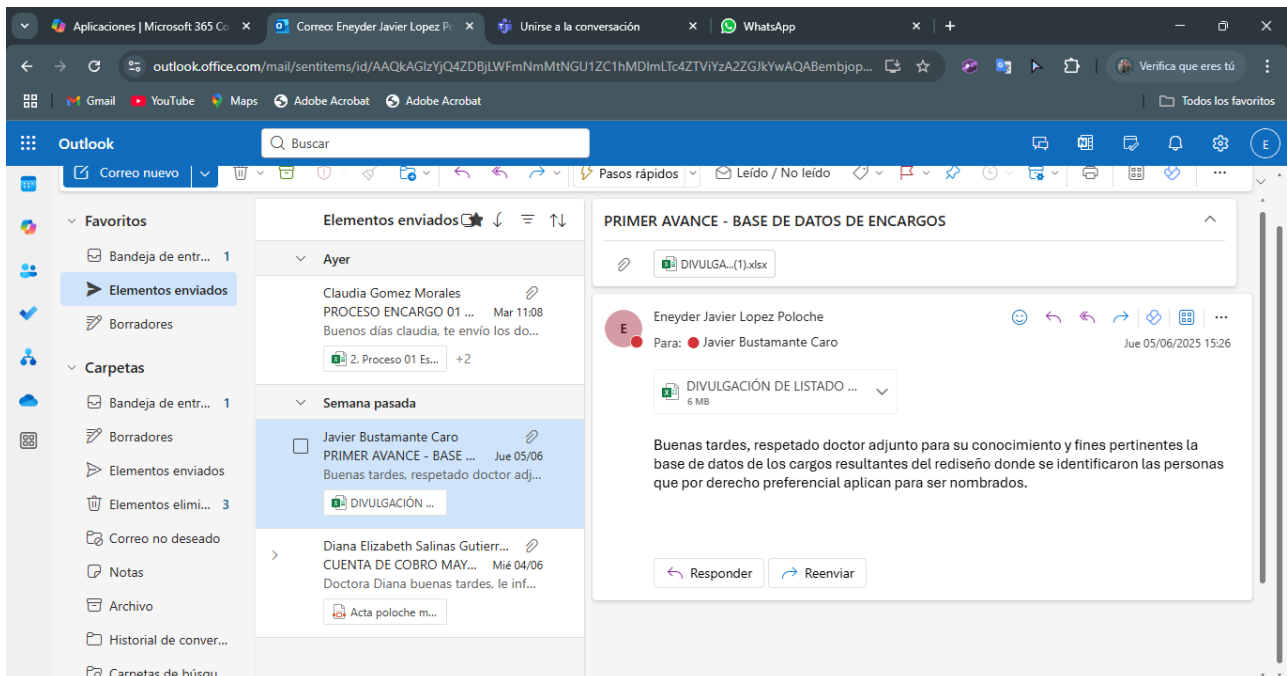 Aplicaciones | Microsoft 365 Co
Correo: Eneyder Javier Lopez Po
Unirse a la conversación
WhatsApp
outlook.office.com/mail/sentitems/id/AAQkAGIzYjQ4ZDBjLWFmNmMtNGU1ZC1hMDImLTc4ZTViYzA2ZGJkYwAQABembjop...
Verifica que eres tú
Gmail
YouTube
Maps
Adobe Acrobat
Adobe Acrobat
Todos los favoritos
Outlook
Buscar
E
Correo nuevo
Pasos rápidos
Leído / No leído
Favoritos
Bandeja de entr... 1
Elementos enviados
Borradores
Carpetas
Bandeja de entr... 1
Borradores
Elementos enviados
Elementos elimi... 3
Correo no deseado
Notas
Archivo
Historial de conver...
Carpetas de búsqu
Elementos enviados
Ayer
Claudia Gomez Morales
PROCESO ENCARGO 01 ... Mar 11:08
Buenos días claudia, te envío los do...
2. Proceso 01 Es... +2
Semana pasada
Javier Bustamante Caro
PRIMER AVANCE - BASE ... Jue 05/06
Buenas tardes, respetado doctor adj...
DIVULGACIÓN ...
Diana Elizabeth Salinas Gutierr...
CUENTA DE COBRO MAY... Mié 04/06
Doctora Diana buenas tardes, le inf...
Acta poloche m...
PRIMER AVANCE - BASE DE DATOS DE ENCARGOS
DIVULGA...(1).xlsx
E
Eneyder Javier Lopez Poloche
Para: Javier Bustamante Caro
Jue 05/06/2025 15:26
DIVULGACIÓN DE LISTADO ...
6 MB
Buenas tardes, respetado doctor adjunto para su conocimiento y fines pertinentes la
base de datos de los cargos resultantes del rediseño donde se identificaron las personas
que por derecho preferencial aplican para ser nombrados.
Responder
Reenviar